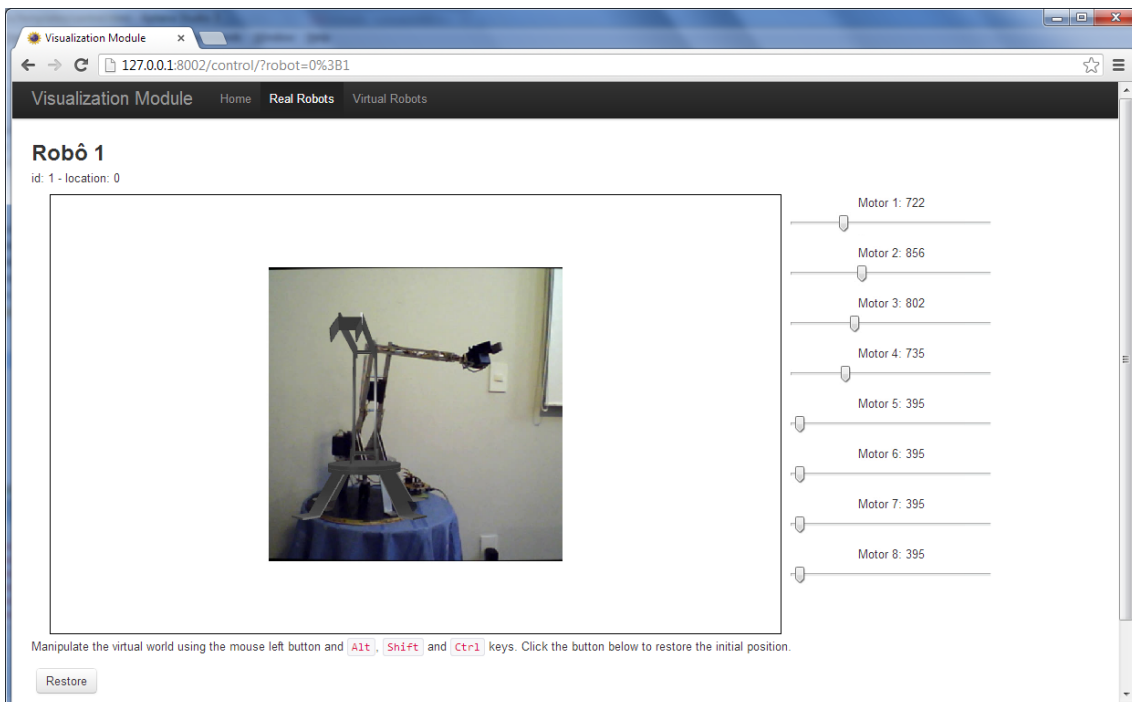 Visualization Module
127.0.0.1:8002/control/?robot=0%3B1
Visualization Module Home Real Robots Virtual Robots
Robô 1
id: 1 - location: 0
Motor 1: 722
Motor 2: 856
Motor 3: 802
Motor 4: 735
Motor 5: 395
Motor 6: 395
Motor 7: 395
Motor 8: 395
Manipulate the virtual world using the mouse left button and Alt, Shift and Ctrl keys. Click the button below to restore the initial position.
Restore